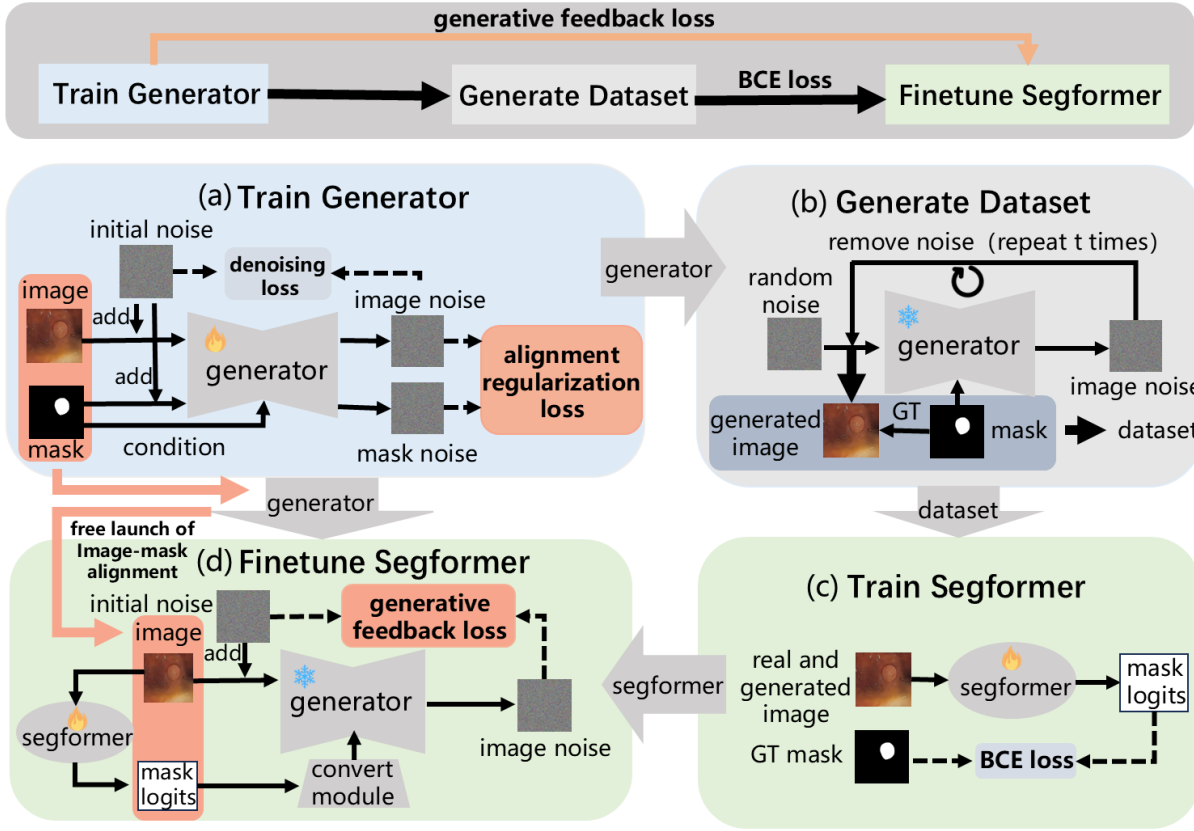 generative feedback loss
Train Generator
Generate Dataset
BCE loss
Finetune Segformer
(a) Train Generator
initial noise
image
add
add
mask
condition
denoising
loss
generator
image noise
mask noise
alignment
regularization
loss
generator
(b) Generate Dataset
remove noise (repeat t times)
random
noise
generator
image noise
generated
image
GT
mask
dataset
generator
dataset
free launch of
Image-mask
alignment
(d) Finetune Segformer
initial noise
image
add
generative
feedback loss
generator
segformer
mask
logits
convert
module
image noise
segformer
(c) Train Segformer
real and
generated
image
segformer
mask
logits
GT mask
BCE loss